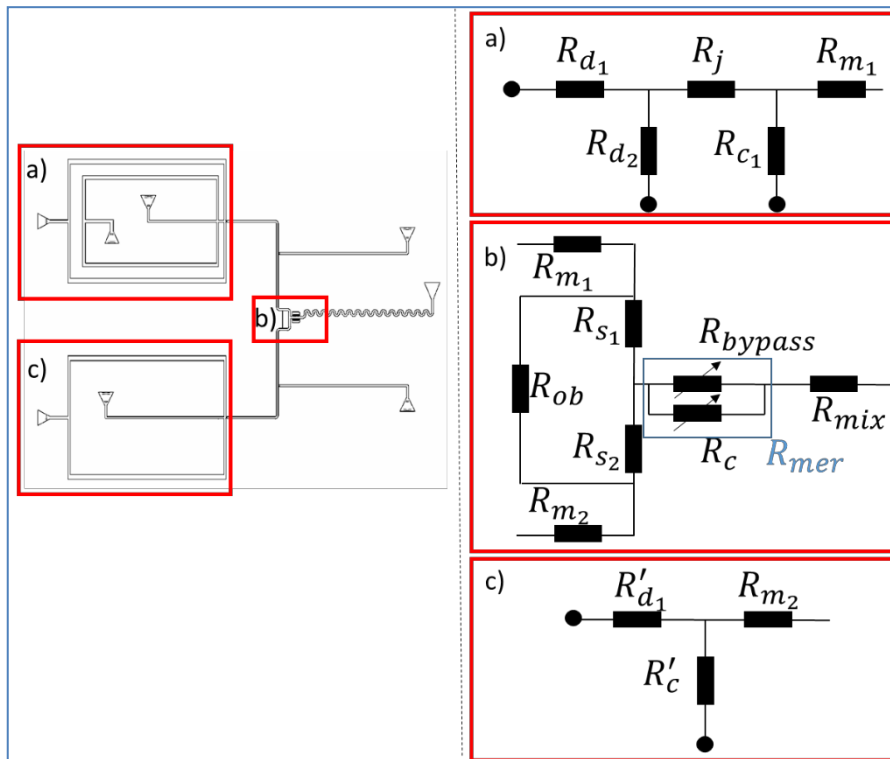 a)
b)
c)
a)
R_{d_1} R_j R_{m_1}
R_{d_2} R_{c_1}
b)
R_{m_1}
R_{s_1} R_{bypass}
R_{ob} R_{mix}
R_{s_2} R_c R_{mer}
R_{m_2}
c)
R'_{d_1} R_{m_2}
R'_c